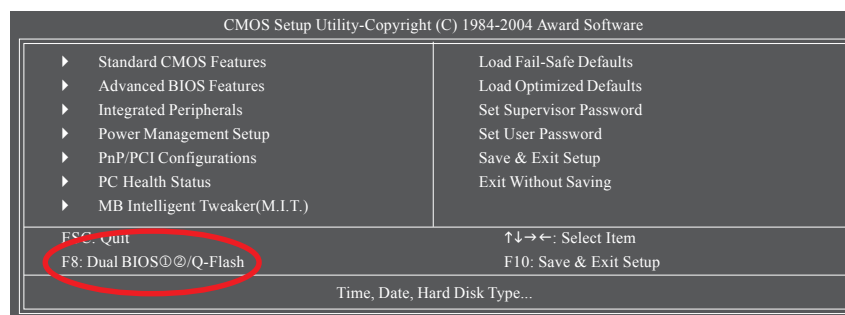 CMOS Setup Utility-Copyright (C) 1984-2004 Award Software
Standard CMOS Features
Advanced BIOS Features
Integrated Peripherals
Power Management Setup
PnP/PCI Configurations
PC Health Status
MB Intelligent Tweaker(M.I.T.)
Load Fail-Safe Defaults
Load Optimized Defaults
Set Supervisor Password
Set User Password
Save & Exit Setup
Exit Without Saving
ESC: Quit
F8: Dual BIOS①②/Q-Flash
↑↓→←: Select Item
F10: Save & Exit Setup
Time, Date, Hard Disk Type...